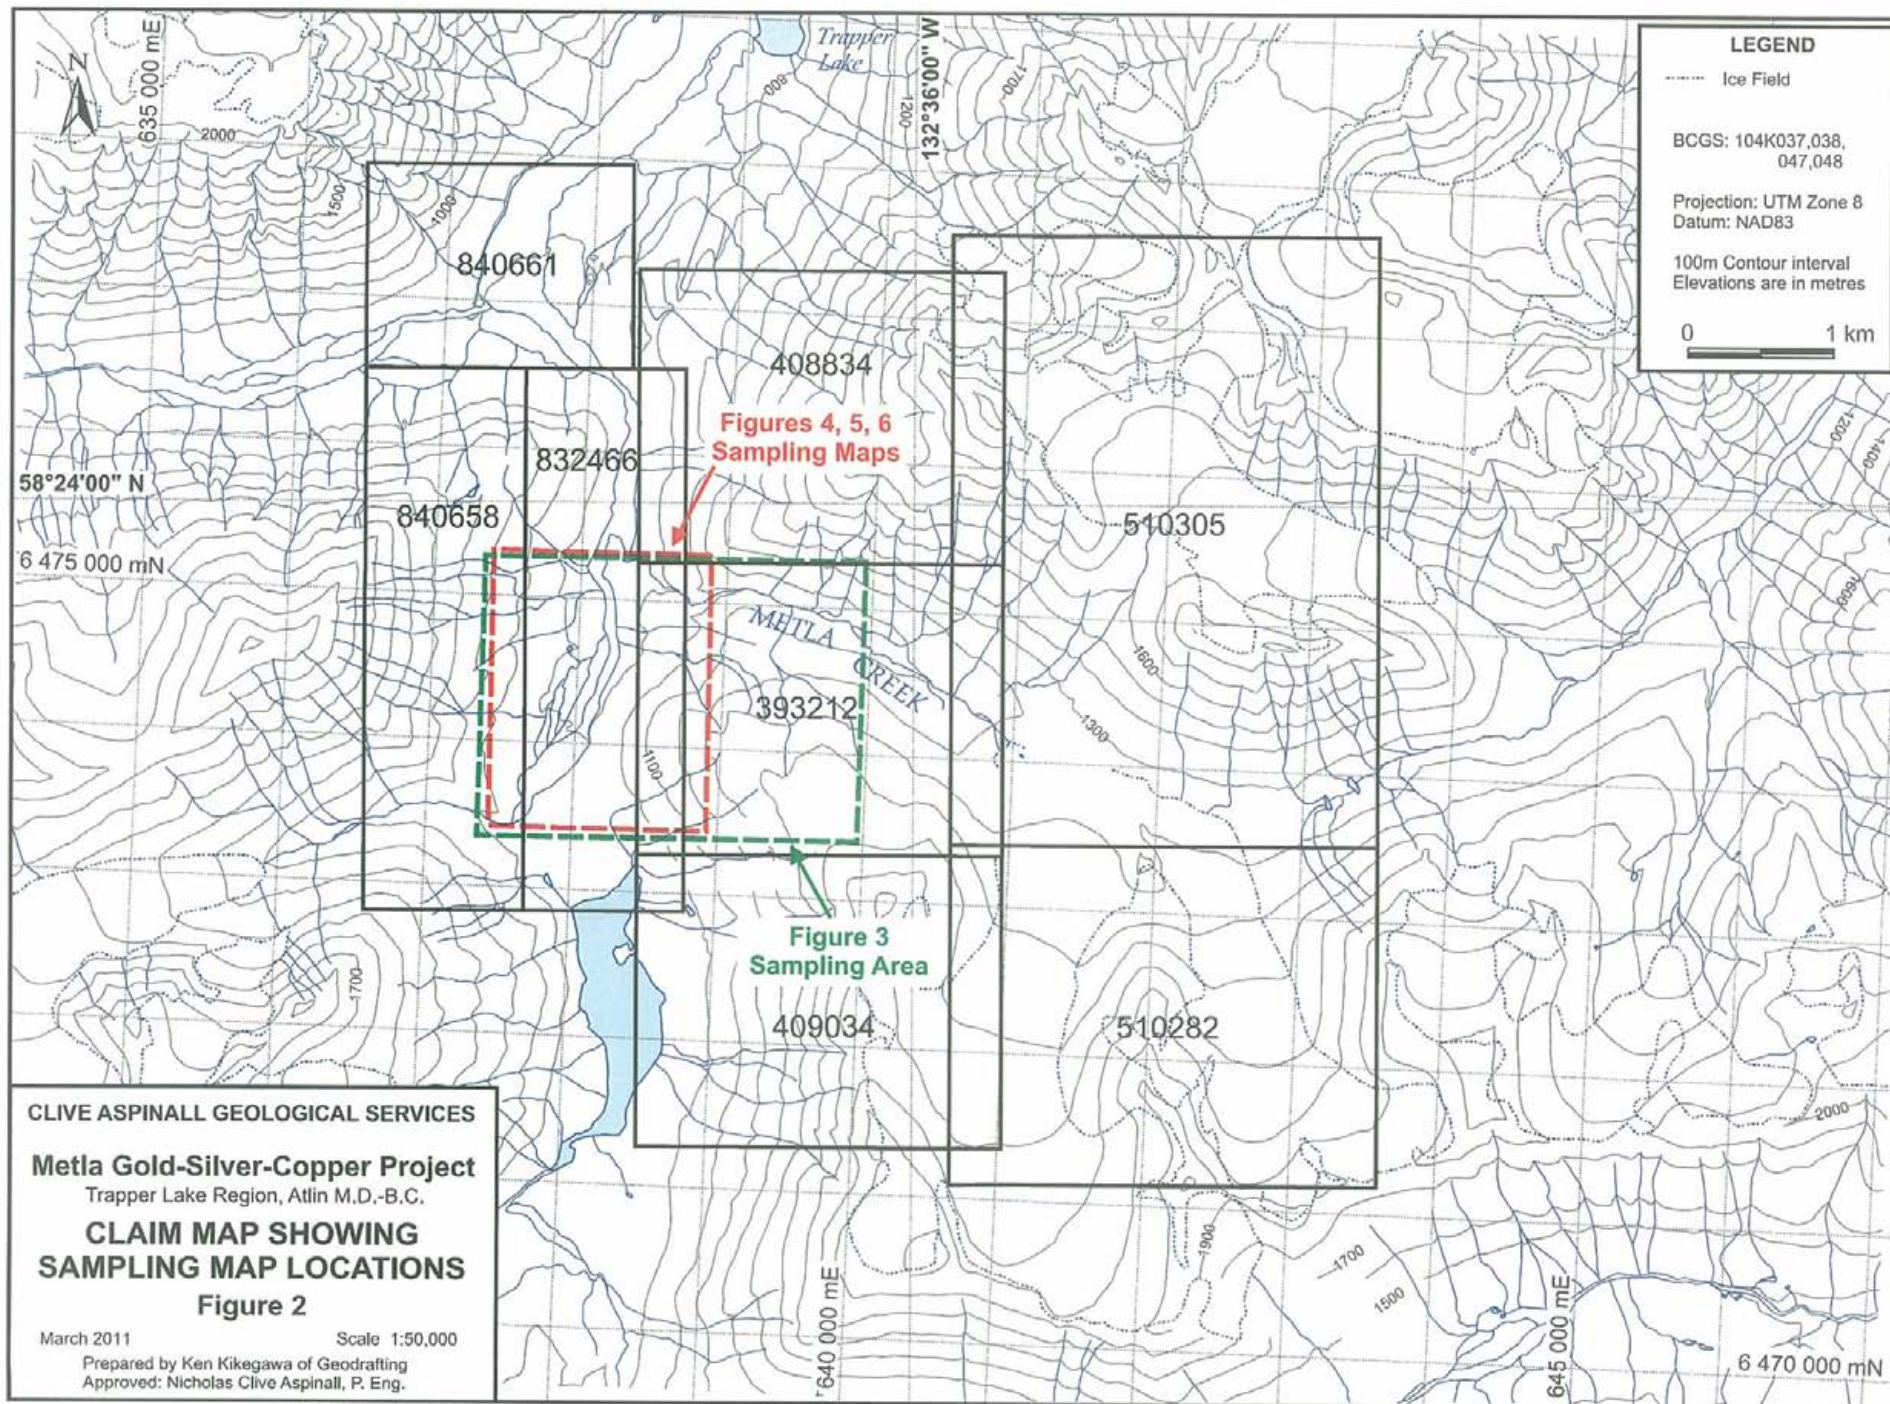 N
635 000 mE
2000
1500
1000
Trapper
Lake
800
1200
132°36'00" W
1700
LEGEND
Ice Field
BCGS: 104K037,038,
047,048
Projection: UTM Zone 8
Datum: NAD83
100m Contour interval
Elevations are in metres
0 1 km
840661
408834
Figures 4, 5, 6
Sampling Maps
832466
58°24'00" N
840658
510305
1200
1400
6 475 000 mN
1600
METLA
CREEK
1600
393212
1300
1100
Figure 3
Sampling Area
1700
409034
510282
2000
1900
1700
1500
640 000 mE
645 000 mE
6 470 000 mN
CLIVE ASPINALL GEOLOGICAL SERVICES
Metla Gold-Silver-Copper Project
Trapper Lake Region, Atlin M.D.-B.C.
CLAIM MAP SHOWING
SAMPLING MAP LOCATIONS
Figure 2
March 2011 Scale 1:50,000
Prepared by Ken Kikegawa of Geodrafting
Approved: Nicholas Clive Aspinall, P. Eng.